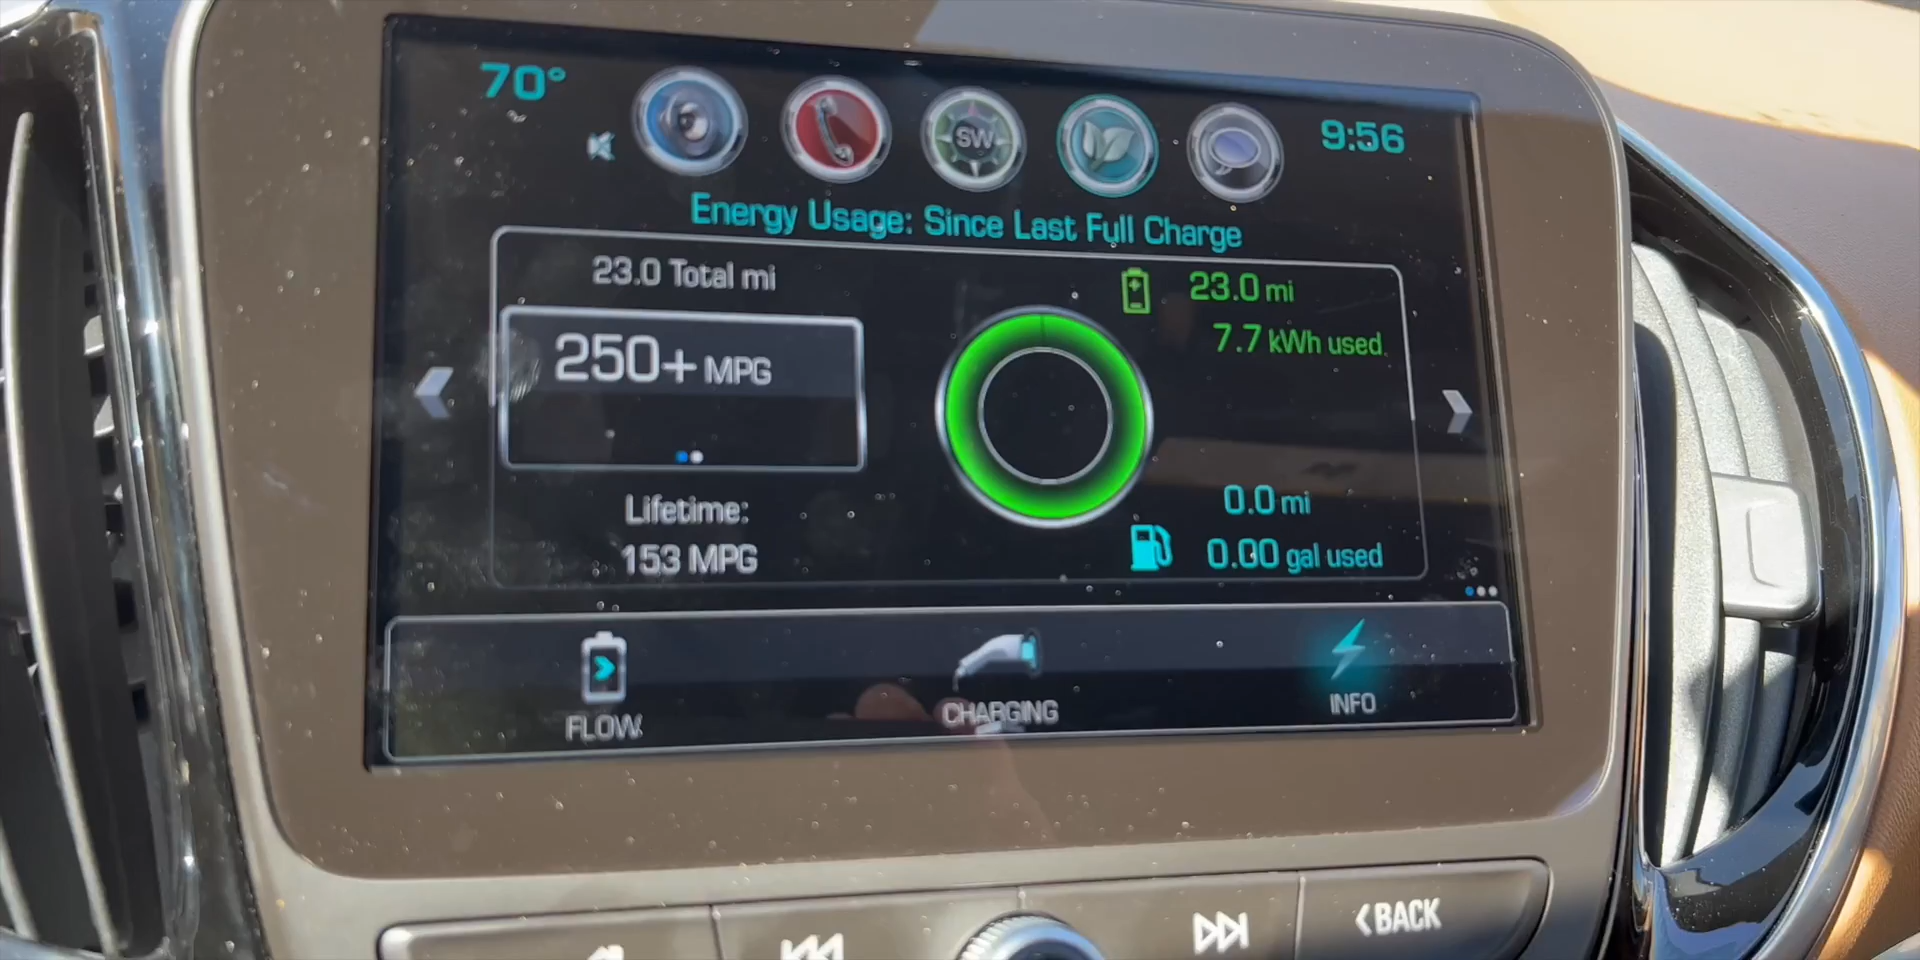 70°
SW
9:56
Energy Usage: Since Last Full Charge
23.0 Total mi
250+ MPG
Lifetime:
153 MPG
23.0 mi
7.7 kWh used
0.0 mi
0.00 gal used
FLOW
CHARGING
INFO
BACK